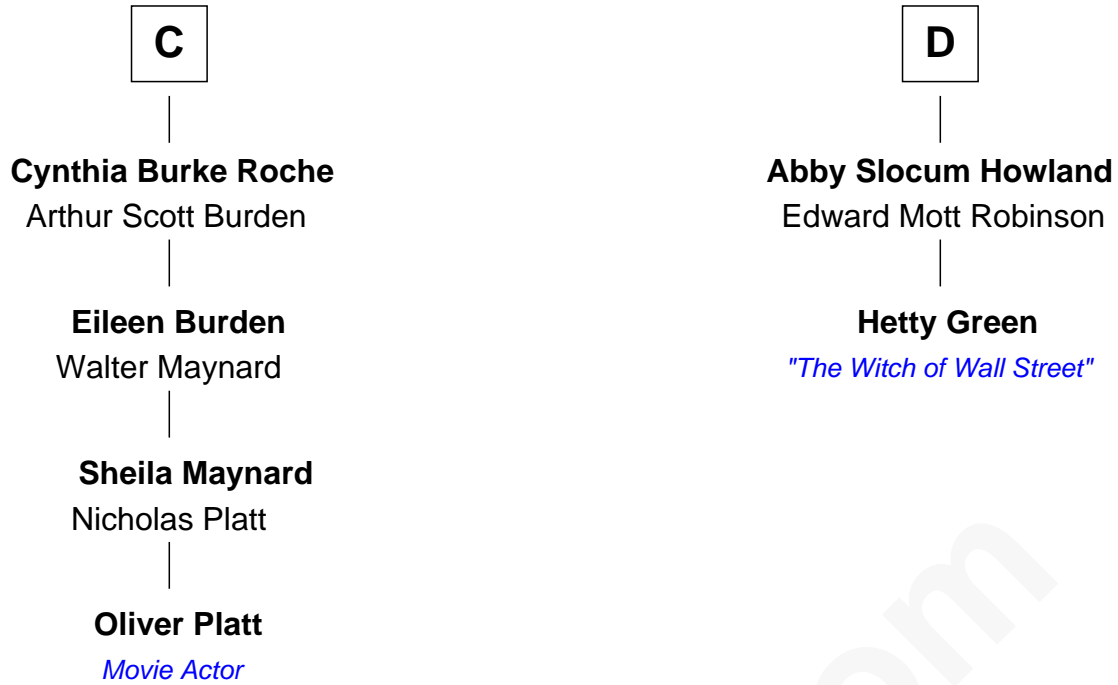 C
Cynthia Burke Roche
Arthur Scott Burden
Eileen Burden
Walter Maynard
Sheila Maynard
Nicholas Platt
Oliver Platt
Movie Actor
D
Abby Slocum Howland
Edward Mott Robinson
Hetty Green
"The Witch of Wall Street"
om